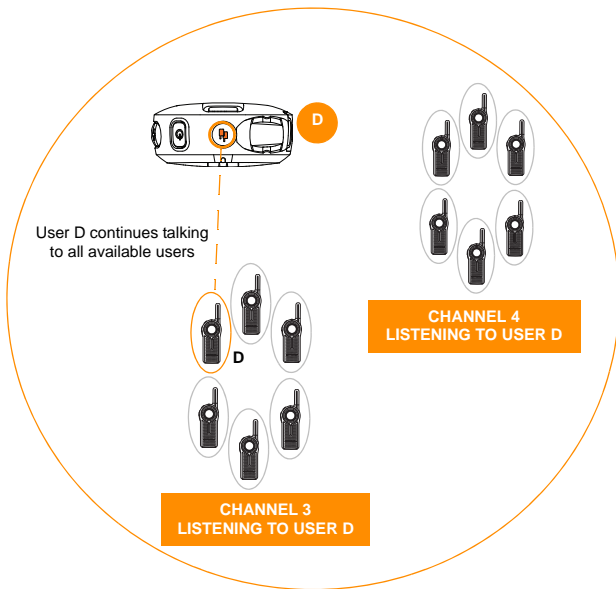 D
User D continues talking
to all available users
CHANNEL 4
LISTENING TO USER D
D
CHANNEL 3
LISTENING TO USER D